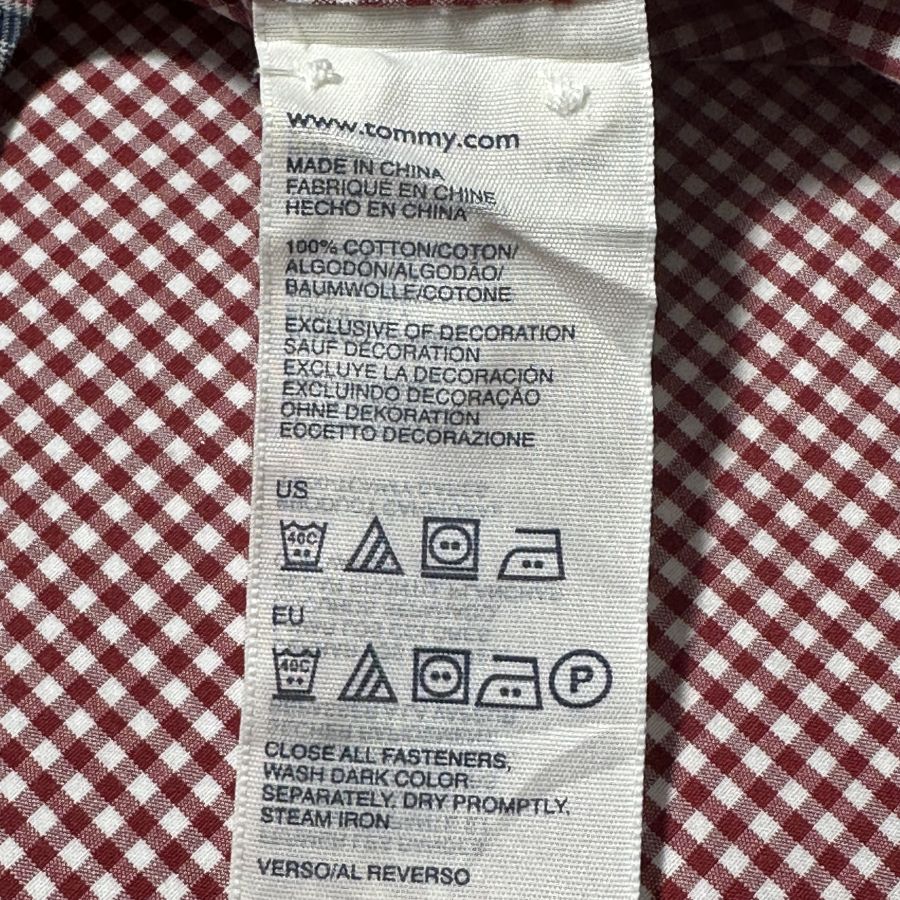 www.tommy.com
MADE IN CHINA
FABRIQUÉ EN CHINE
HECHO EN CHINA
100% COTTON/COTON/
ALGODÓN/ALGODÃO/
BAUMWOLLE/COTONE
EXCLUSIVE OF DECORATION
SAUF DÉCORATION
EXCLUYE LA DECORACIÓN
EXCLUINDO DECORAÇÃO
OHNE DEKORATION
ECCETTO DECORAZIONE
US
40C
EU
40C P
CLOSE ALL FASTENERS,
WASH DARK COLOR
SEPARATELY, DRY PROMPTLY,
STEAM IRON
VERSO/AL REVERSO